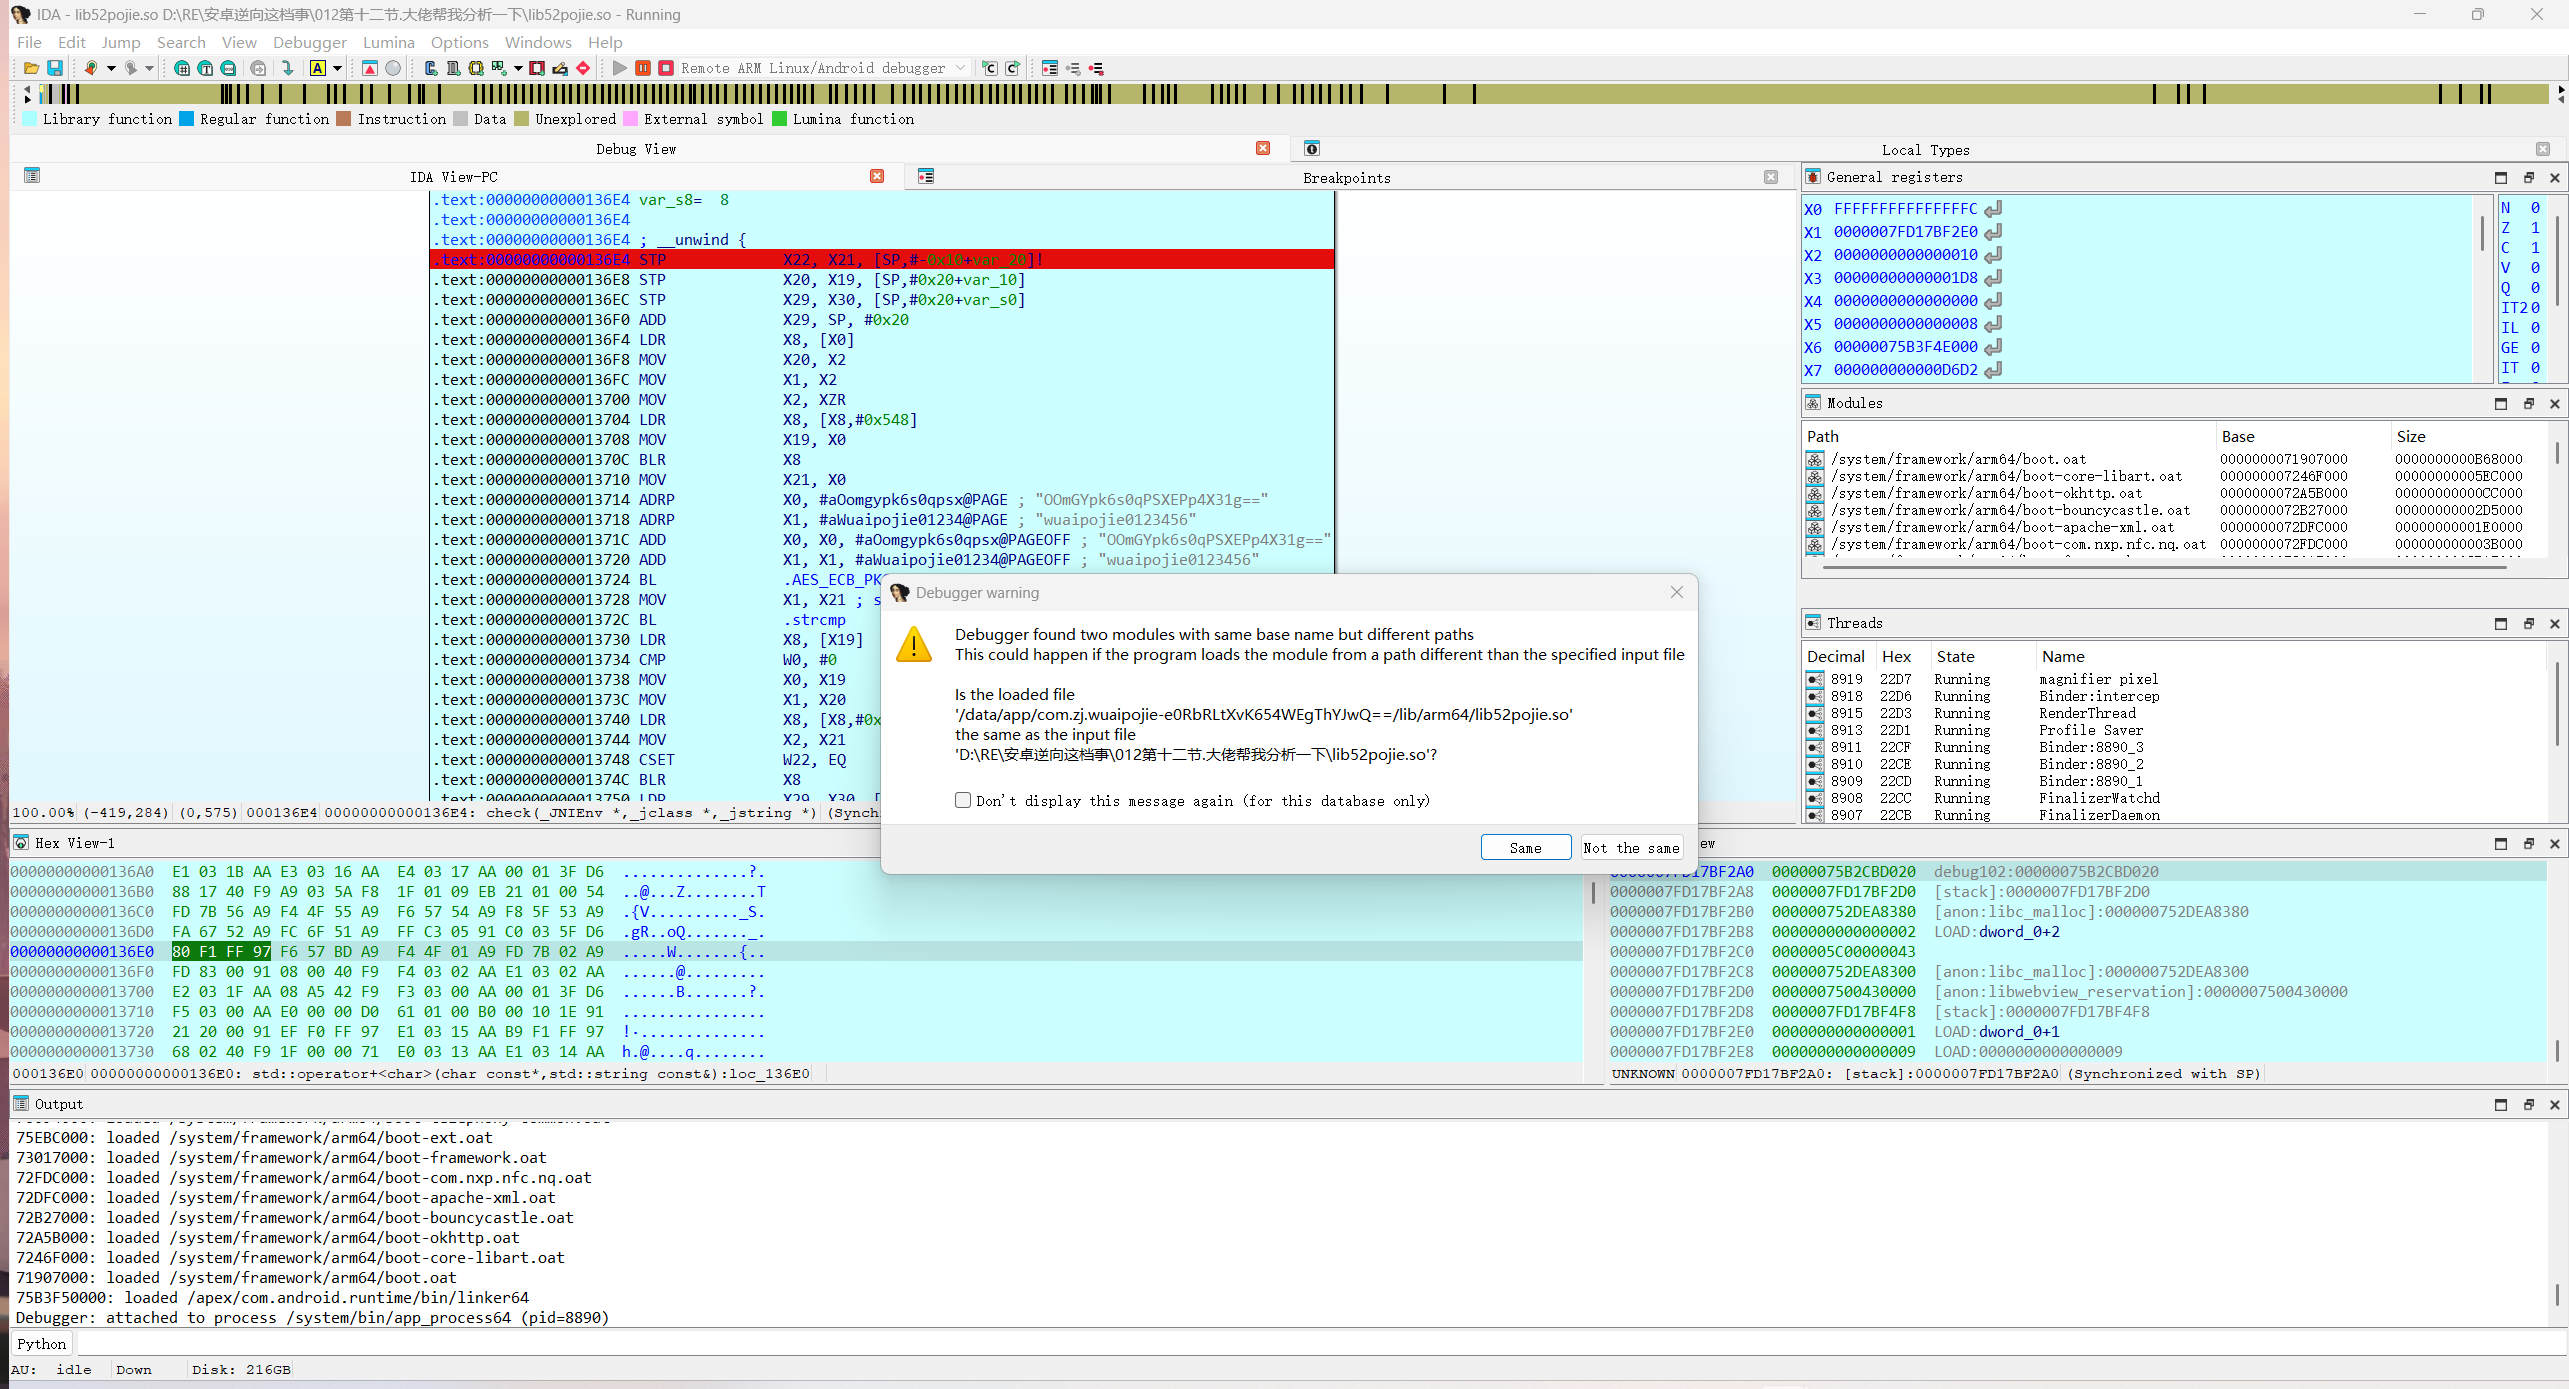 IDA - lib52pojie.so D:\RE\安卓逆向这档事\012第十二节.大佬帮我分析一下\lib52pojie.so - Running
File Edit Jump Search View Debugger Lumina Options Windows Help
Remote ARM Linux/Android debugger
Library function Regular function Instruction Data Unexplored External symbol Lumina function
Debug View
Local Types
IDA View-PC
Breakpoints
.text:00000000000136E4 var_s8= 8
.text:00000000000136E4
.text:00000000000136E4 ; __unwind {
.text:00000000000136E4 STP X22, X21, [SP,#-0x10+var_20]!
.text:00000000000136E8 STP X20, X19, [SP,#0x20+var_10]
.text:00000000000136EC STP X29, X30, [SP,#0x20+var_s0]
.text:00000000000136F0 ADD X29, SP, #0x20
.text:00000000000136F4 LDR X8, [X0]
.text:00000000000136F8 MOV X20, X2
.text:00000000000136FC MOV X1, X2
.text:0000000000013700 MOV X2, XZR
.text:0000000000013704 LDR X8, [X8,#0x548]
.text:0000000000013708 MOV X19, X0
.text:000000000001370C BLR X8
.text:0000000000013710 MOV X21, X0
.text:0000000000013714 ADRP X0, #aOomgypk6s0qpsx@PAGE ; "OOmGYpk6s0qPSXEPp4X31g=="
.text:0000000000013718 ADRP X1, #aWuaipojie01234@PAGE ; "wuaipojie0123456"
.text:000000000001371C ADD X0, X0, #aOomgypk6s0qpsx@PAGEOFF ; "OOmGYpk6s0qPSXEPp4X31g=="
.text:0000000000013720 ADD X1, X1, #aWuaipojie01234@PAGEOFF ; "wuaipojie0123456"
.text:0000000000013724 BL .AES_ECB_PK
.text:0000000000013728 MOV X1, X21 ; s
.text:000000000001372C BL .strcmp
.text:0000000000013730 LDR X8, [X19]
.text:0000000000013734 CMP W0, #0
.text:0000000000013738 MOV X0, X19
.text:000000000001373C MOV X1, X20
.text:0000000000013740 LDR X8, [X8,#0x
.text:0000000000013744 MOV X2, X21
.text:0000000000013748 CSET W22, EQ
.text:000000000001374C BLR X8
.text:0000000000013750 LDP X29, X30, [
100.00% (-419,284) (0,575) 000136E4 00000000000136E4: check(_JNIEnv *,_jclass *,_jstring *) (Synch
General registers
X0 FFFFFFFFFFFFFFFC
X1 0000007FD17BF2E0
X2 0000000000000010
X3 00000000000001D8
X4 0000000000000000
X5 0000000000000008
X6 00000075B3F4E000
X7 000000000000D6D2
N 0
Z 1
C 1
V 0
Q 0
IT2 0
IL 0
GE 0
IT 0
Modules
Path Base Size
/system/framework/arm64/boot.oat 0000000071907000 0000000000B68000
/system/framework/arm64/boot-core-libart.oat 000000007246F000 00000000005EC000
/system/framework/arm64/boot-okhttp.oat 0000000072A5B000 00000000000CC000
/system/framework/arm64/boot-bouncycastle.oat 0000000072B27000 00000000002D5000
/system/framework/arm64/boot-apache-xml.oat 0000000072DFC000 00000000001E0000
/system/framework/arm64/boot-com.nxp.nfc.nq.oat 0000000072FDC000 000000000003B000
Threads
Decimal Hex State Name
8919 22D7 Running magnifier pixel
8918 22D6 Running Binder:intercep
8915 22D3 Running RenderThread
8913 22D1 Running Profile Saver
8911 22CF Running Binder:8890_3
8910 22CE Running Binder:8890_2
8909 22CD Running Binder:8890_1
8908 22CC Running FinalizerWatchd
8907 22CB Running FinalizerDaemon
Debugger warning
Debugger found two modules with same base name but different paths
This could happen if the program loads the module from a path different than the specified input file
Is the loaded file
'/data/app/com.zj.wuaipojie-e0RbRLtXvK654WEgThYJwQ==/lib/arm64/lib52pojie.so'
the same as the input file
'D:\RE\安卓逆向这档事\012第十二节.大佬帮我分析一下\lib52pojie.so'?
Don't display this message again (for this database only)
Same Not the same
Hex View-1
00000000000136A0 E1 03 1B AA E3 03 16 AA E4 03 17 AA 00 01 3F D6 ..............?.
00000000000136B0 88 17 40 F9 A9 03 5A F8 1F 01 09 EB 21 01 00 54 ..@...Z.......T
00000000000136C0 FD 7B 56 A9 F4 4F 55 A9 F6 57 54 A9 F8 5F 53 A9 .{V.........._S.
00000000000136D0 FA 67 52 A9 FC 6F 51 A9 FF C3 05 91 C0 03 5F D6 .gR..oQ......._.
00000000000136E0 80 F1 FF 97 F6 57 BD A9 F4 4F 01 A9 FD 7B 02 A9 .....W.......{..
00000000000136F0 FD 83 00 91 08 00 40 F9 F4 03 02 AA E1 03 02 AA ......@.........
0000000000013700 E2 03 1F AA 08 A5 42 F9 F3 03 00 AA 00 01 3F D6 ......B.......?.
0000000000013710 F5 03 00 AA E0 00 00 D0 61 01 00 B0 00 10 1E 91 ................
0000000000013720 21 20 00 91 EF F0 FF 97 E1 03 15 AA B9 F1 FF 97 !·..............
0000000000013730 68 02 40 F9 1F 00 00 71 E0 03 13 AA E1 03 14 AA h.@....q........
000136E0 00000000000136E0: std::operator+<char>(char const*,std::string const&):loc_136E0
ew
0000007FD17BF2A0 00000075B2CBD020 debug102:00000075B2CBD020
0000007FD17BF2A8 0000007FD17BF2D0 [stack]:0000007FD17BF2D0
0000007FD17BF2B0 000000752DEA8380 [anon:libc_malloc]:000000752DEA8380
0000007FD17BF2B8 0000000000000002 LOAD:dword_0+2
0000007FD17BF2C0 0000005C00000043
0000007FD17BF2C8 000000752DEA8300 [anon:libc_malloc]:000000752DEA8300
0000007FD17BF2D0 0000007500430000 [anon:libwebview_reservation]:0000007500430000
0000007FD17BF2D8 0000007FD17BF4F8 [stack]:0000007FD17BF4F8
0000007FD17BF2E0 0000000000000001 LOAD:dword_0+1
0000007FD17BF2E8 0000000000000009 LOAD:0000000000000009
UNKNOWN 0000007FD17BF2A0: [stack]:0000007FD17BF2A0 (Synchronized with SP)
Output
75EBC000: loaded /system/framework/arm64/boot-ext.oat
73017000: loaded /system/framework/arm64/boot-framework.oat
72FDC000: loaded /system/framework/arm64/boot-com.nxp.nfc.nq.oat
72DFC000: loaded /system/framework/arm64/boot-apache-xml.oat
72B27000: loaded /system/framework/arm64/boot-bouncycastle.oat
72A5B000: loaded /system/framework/arm64/boot-okhttp.oat
7246F000: loaded /system/framework/arm64/boot-core-libart.oat
71907000: loaded /system/framework/arm64/boot.oat
75B3F50000: loaded /apex/com.android.runtime/bin/linker64
Debugger: attached to process /system/bin/app_process64 (pid=8890)
Python
AU: idle Down Disk: 216GB